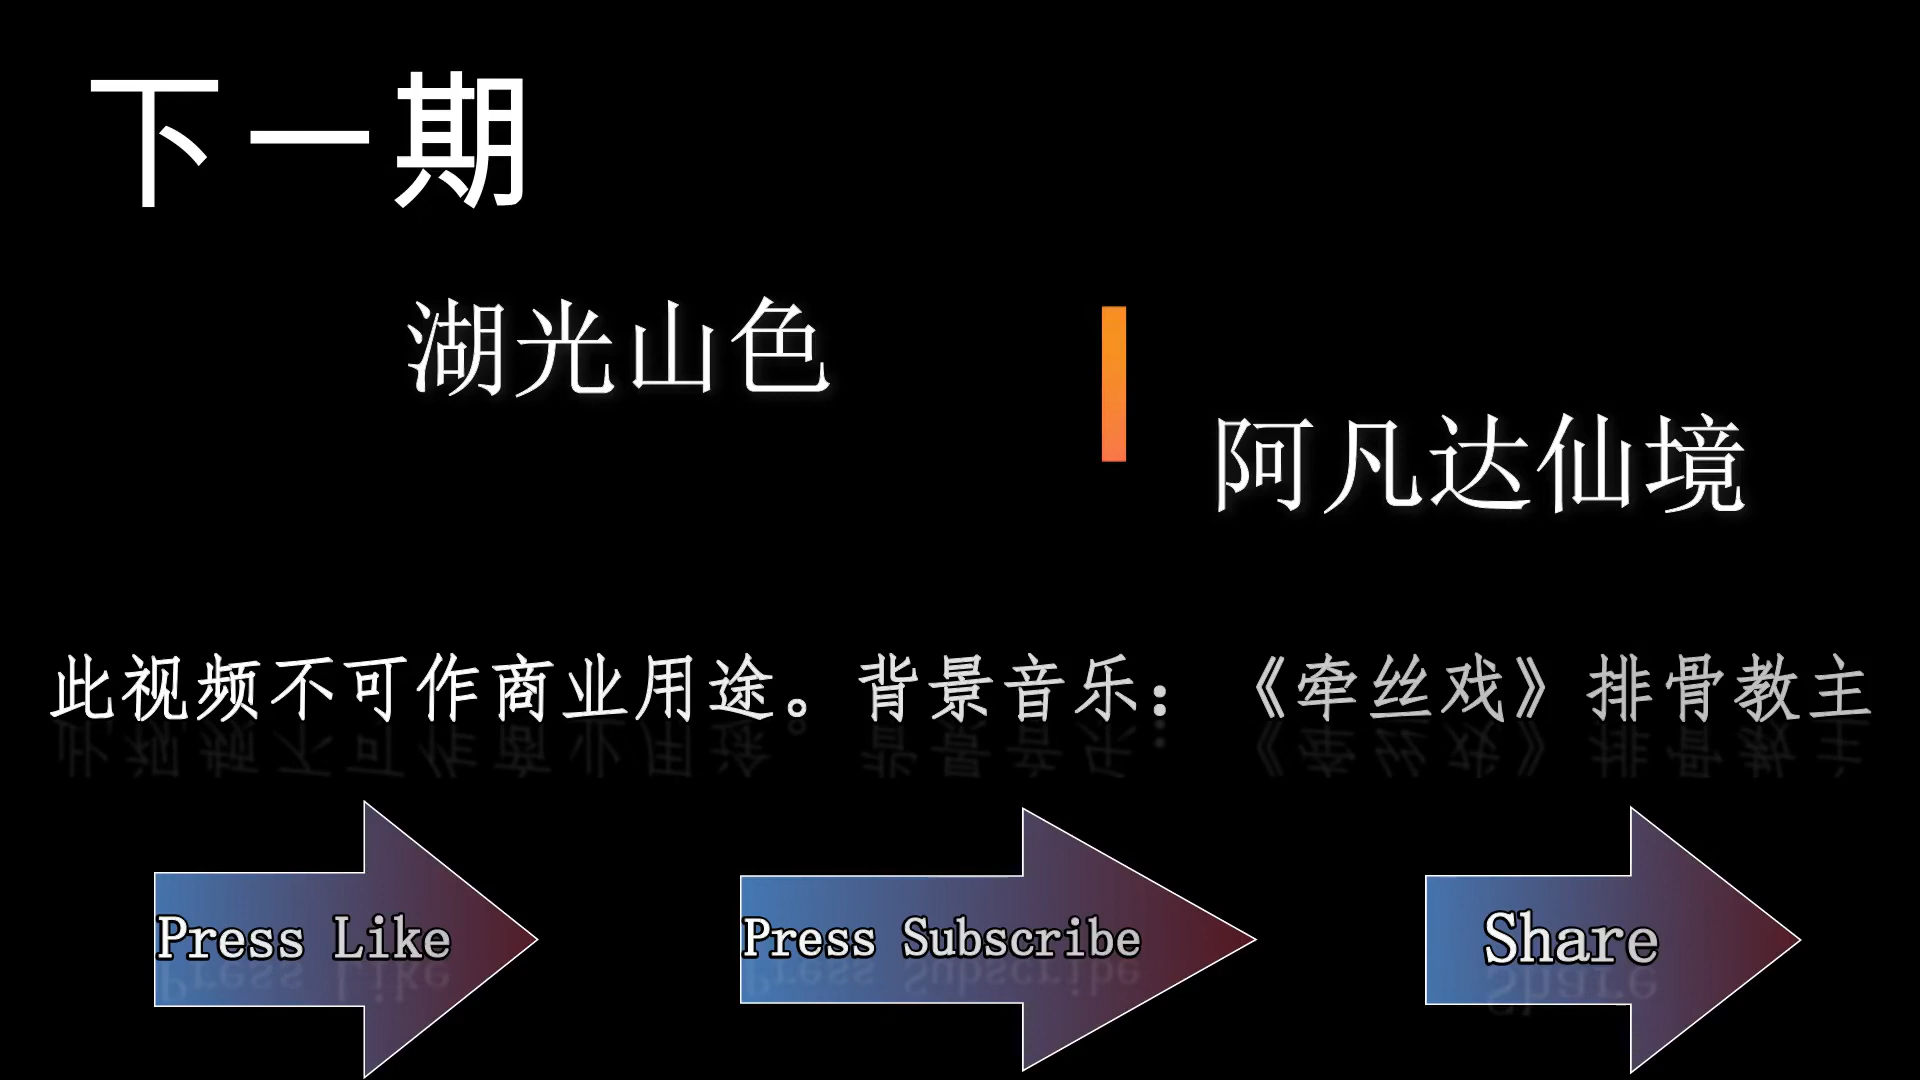 下一期
湖光山色
阿凡达仙境
此视频不可作商业用途。背景音乐：《牵丝戏》排骨教主
Press Like
Press Subscribe
Share